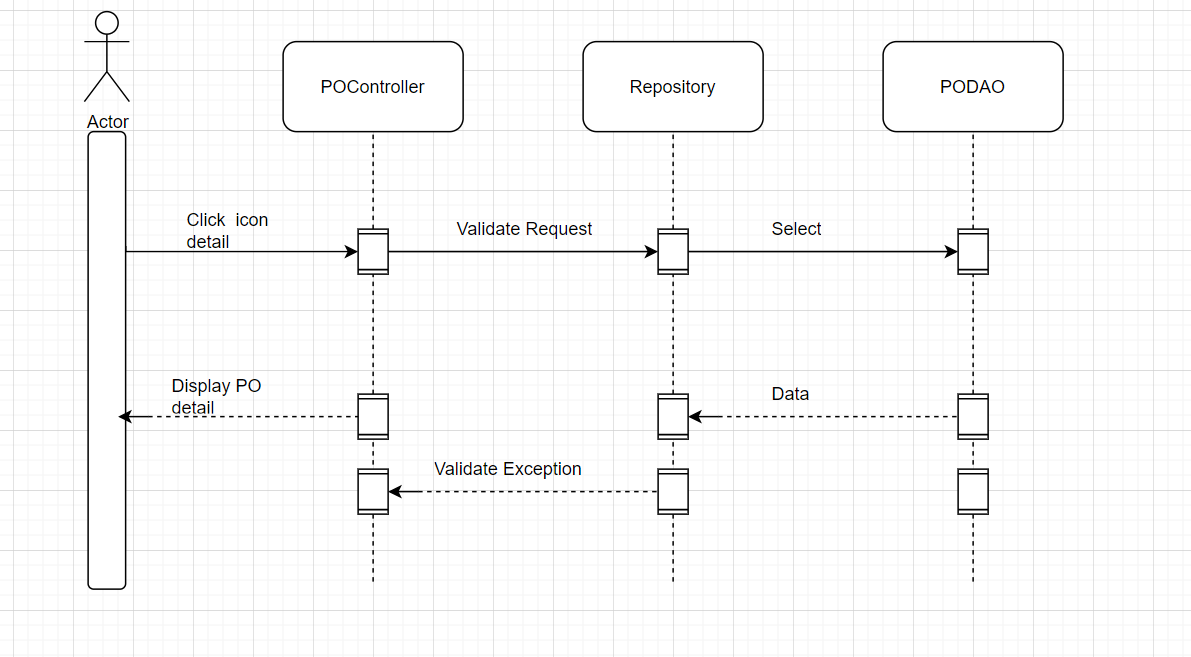 Actor
POController
Repository
PODAO
Click  icon
detail
Validate Request
Select
Display PO
detail
Data
Validate Exception